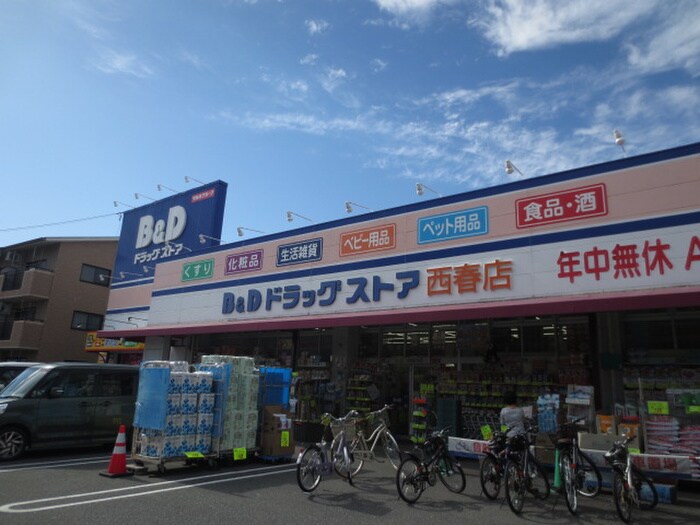 B&D
ドラッグストア
くすり
化粧品
生活雑貨
ベビー用品
ペット用品
食品・酒
B&Dドラッグストア西春店
年中無休 A